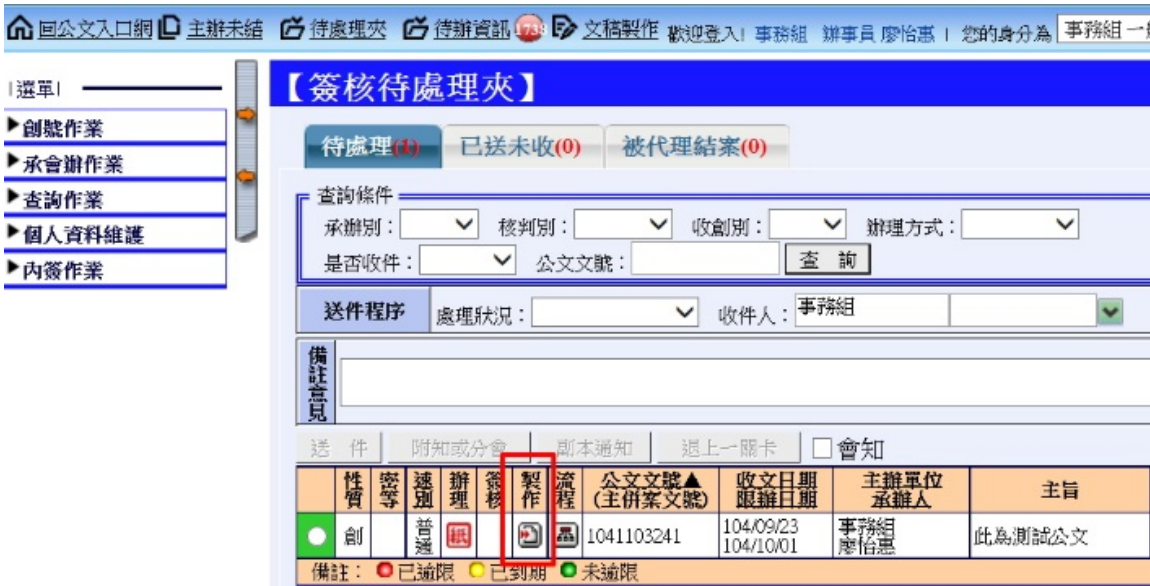 回公文入口網 主辦未結 待處理夾 待辦資訊 1738 文稿製作 歡迎登入! 事務組 辦事員 廖怡惠 | 您的身分為 事務組一
|選單|
創號作業
承會辦作業
查詢作業
個人資料維護
內簽作業
【簽核待處理夾】
待處理(1) 已送未收(0) 被代理結案(0)
查詢條件
承辦別: 核判別: 收創別: 辦理方式:
是否收件: 公文文號: 查 詢
送件程序 處理狀況: 收件人: 事務組
備註意見
送 件 附知或分會 副本通知 退上一關卡 會知
性質 密等 速別 辦理 簽核 製作 流程 公文文號▲ (主併案文號) 收文日期 限辦日期 主辦單位 承辦人 主旨
創 普通 紙 1041103241 104/09/23 104/10/01 事務組 廖怡惠 此為測試公文
備註: 已逾限 已到期 未逾限